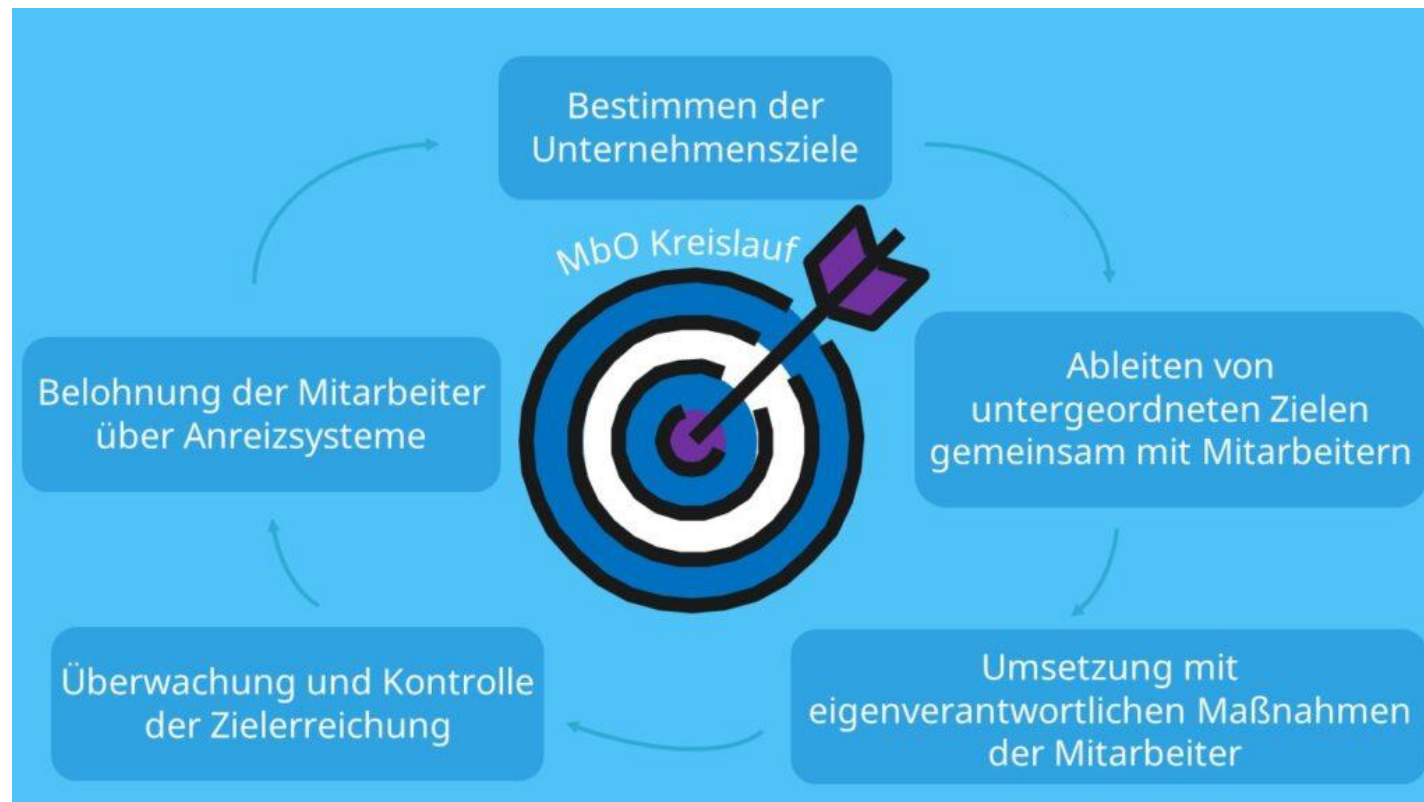 Bestimmen der
Unternehmensziele
MbO Kreislauf
Ableiten von
untergeordneten Zielen
gemeinsam mit Mitarbeitern
Umsetzung mit
eigenverantwortlichen Maßnahmen
der Mitarbeiter
Überwachung und Kontrolle
der Zielerreichung
Belohnung der Mitarbeiter
über Anreizsysteme